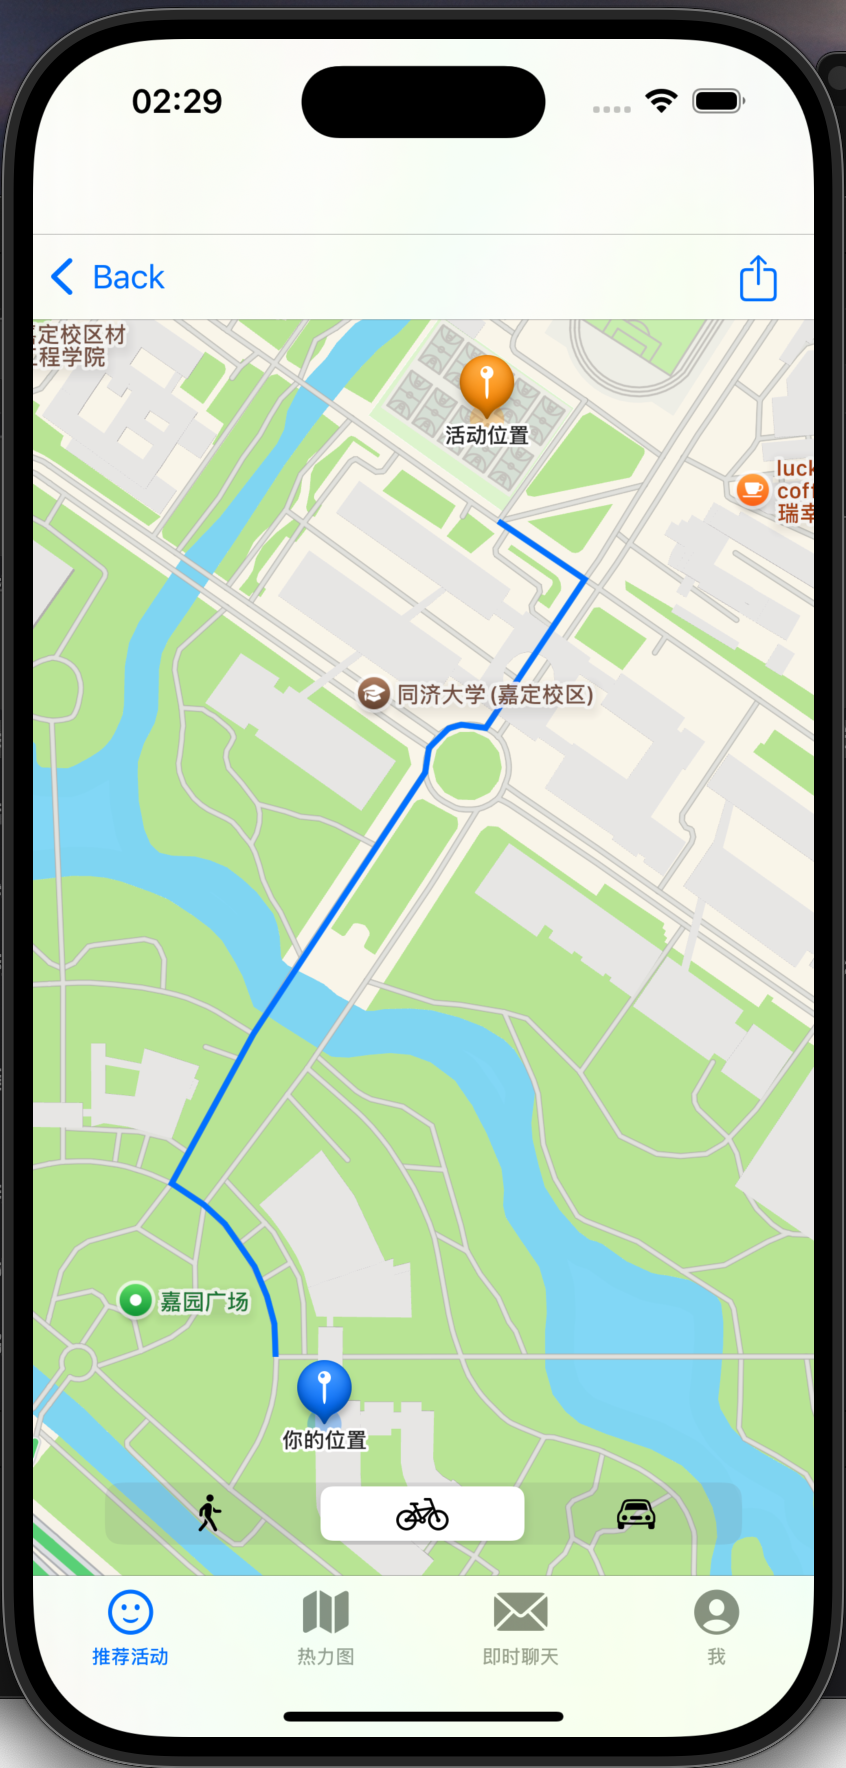 02:29
Back
嘉定校区材
程学院
活动位置
瑞幸
同济大学 (嘉定校区)
嘉园广场
你的位置
推荐活动
热力图
即时聊天
我